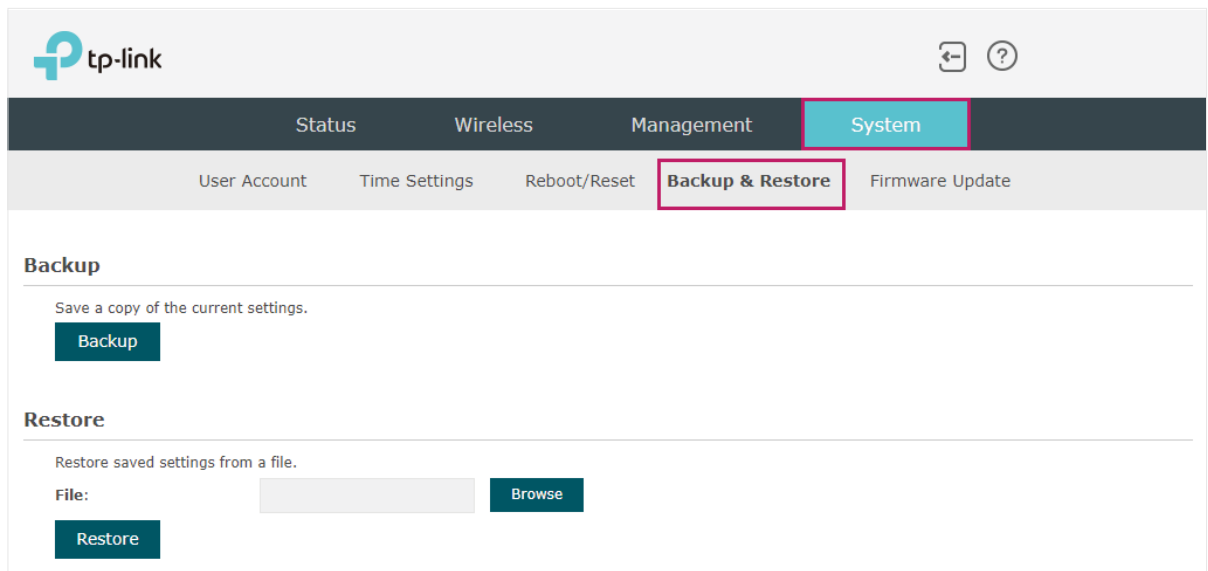 tp-link
Status Wireless Management System
User Account Time Settings Reboot/Reset Backup & Restore Firmware Update
Backup
Save a copy of the current settings.
Backup
Restore
Restore saved settings from a file.
File: Browse
Restore